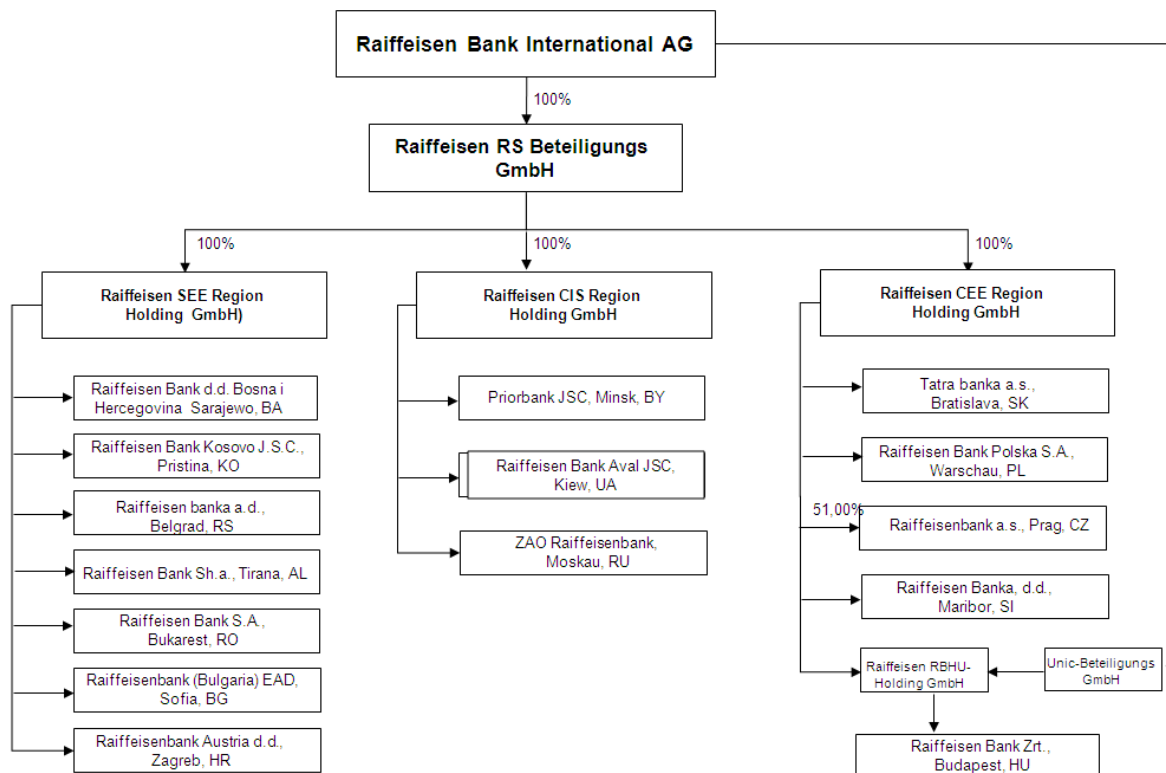 Raiffeisen Bank International AG
100%
Raiffeisen RS Beteiligungs
GmbH
100%
100%
100%
Raiffeisen SEE Region
Holding GmbH)
Raiffeisen Bank d.d. Bosna i
Hercegovina Sarajewo, BA
Raiffeisen Bank Kosovo J.S.C.,
Pristina, KO
Raiffeisen banka a.d.,
Belgrad, RS
Raiffeisen Bank Sh.a., Tirana, AL
Raiffeisen Bank S.A.,
Bukarest, RO
Raiffeisenbank (Bulgaria) EAD,
Sofia, BG
Raiffeisenbank Austria d.d.,
Zagreb, HR
Raiffeisen CIS Region
Holding GmbH
Priorbank JSC, Minsk, BY
Raiffeisen Bank Aval JSC,
Kiew, UA
ZAO Raiffeisenbank,
Moskau, RU
Raiffeisen CEE Region
Holding GmbH
Tatra banka a.s.,
Bratislava, SK
Raiffeisen Bank Polska S.A.,
Warschau, PL
51,00%
Raiffeisenbank a.s., Prag, CZ
Raiffeisen Banka, d.d.,
Maribor, SI
Raiffeisen RBHU-
Holding GmbH
Unic-Beteiligungs
GmbH
Raiffeisen Bank Zrt.,
Budapest, HU